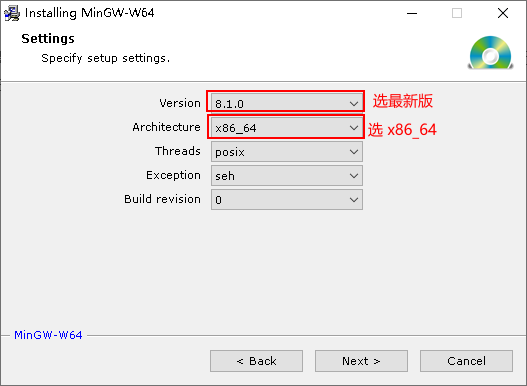 Installing MinGW-W64
Settings
Specify setup settings.
Version 8.1.0 选最新版
Architecture x86_64 选 x86_64
Threads posix
Exception seh
Build revision 0
MinGW-W64
< Back Next > Cancel